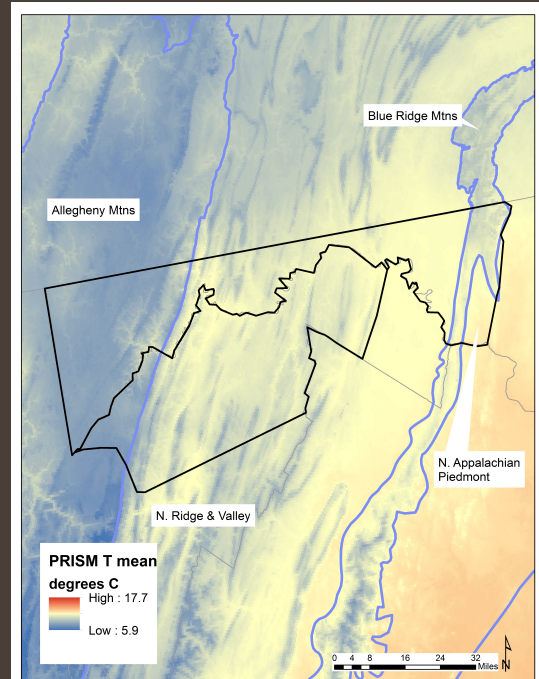 Blue Ridge Mtns
Allegheny Mtns
N. Appalachian
Piedmont
N. Ridge & Valley
PRISM T mean
degrees C
High : 17.7
Low : 5.9
N
0 4 8 16 24 32
Miles